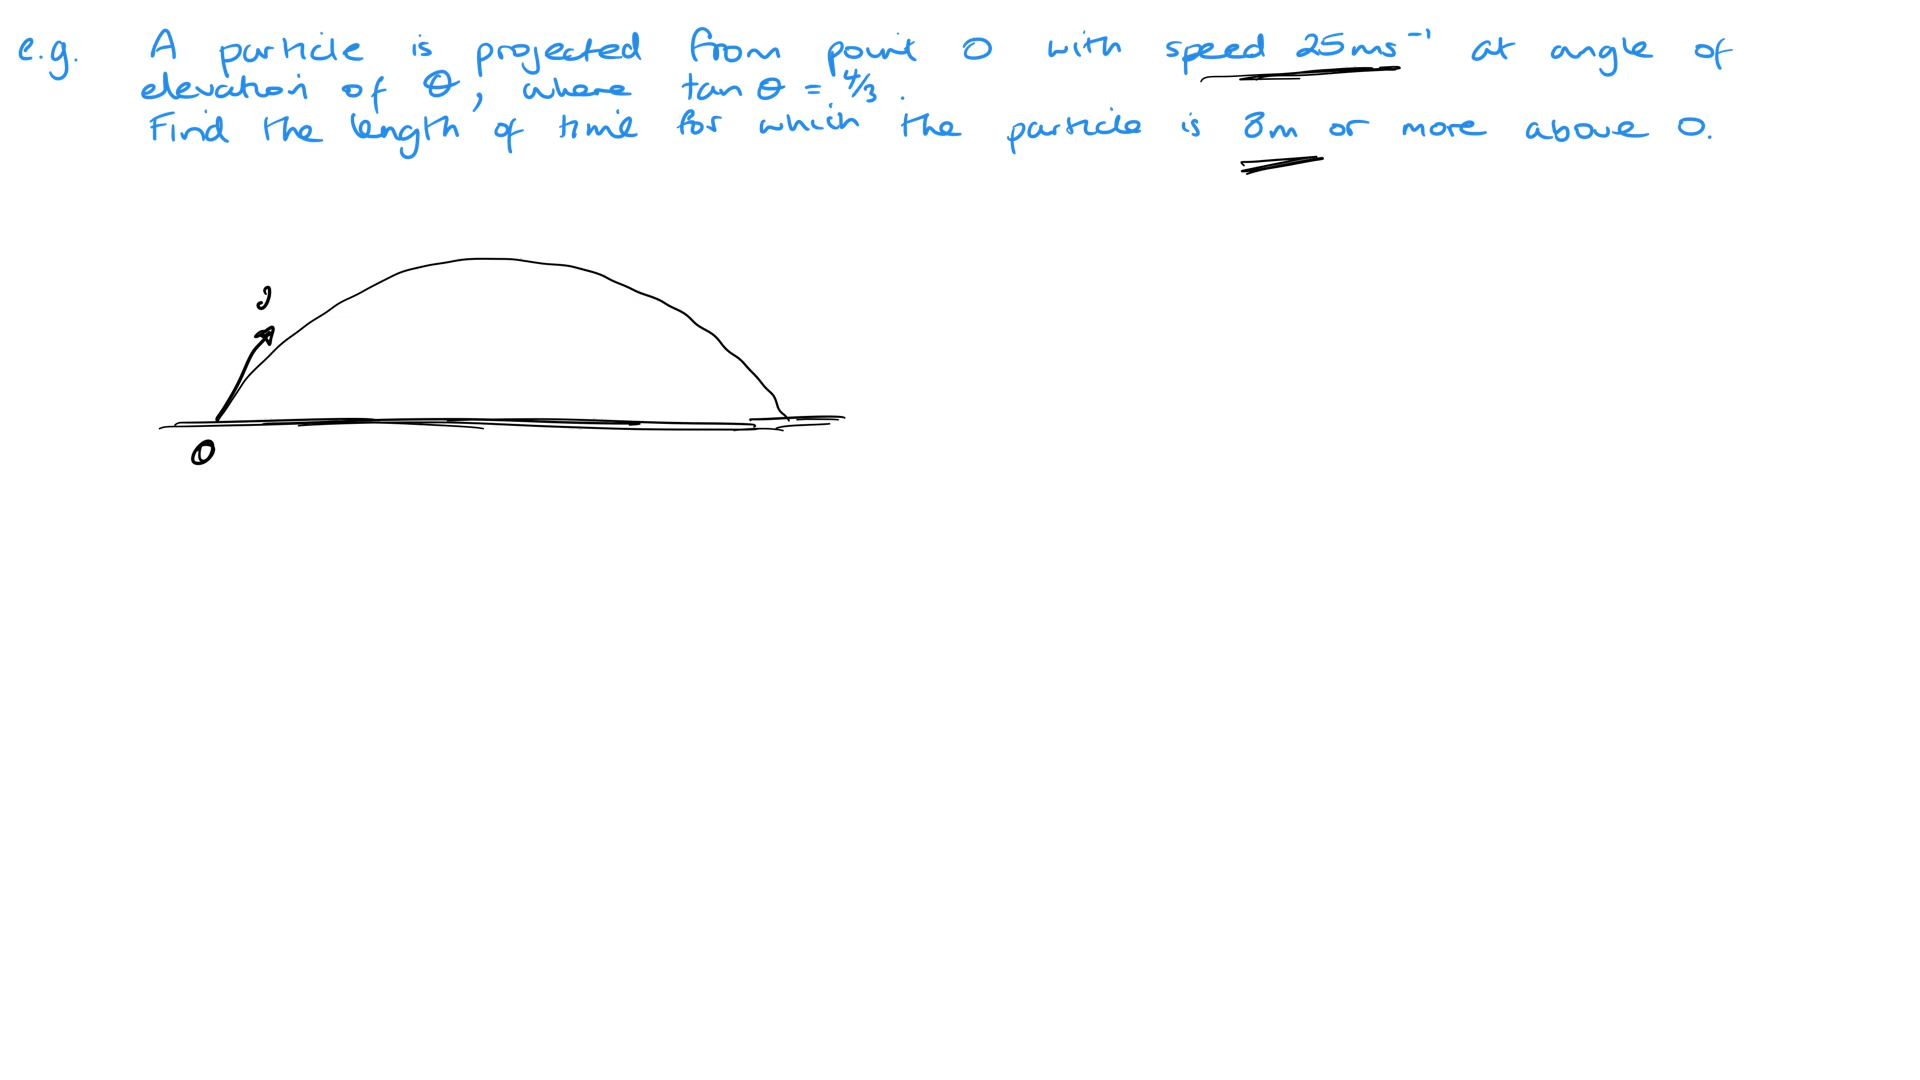 e.g. A particle is projected from point O with speed 25ms⁻¹ at angle of
elevation of θ, where tan θ = 4/3.
Find the length of time for which the particle is 8m or more above O.
O